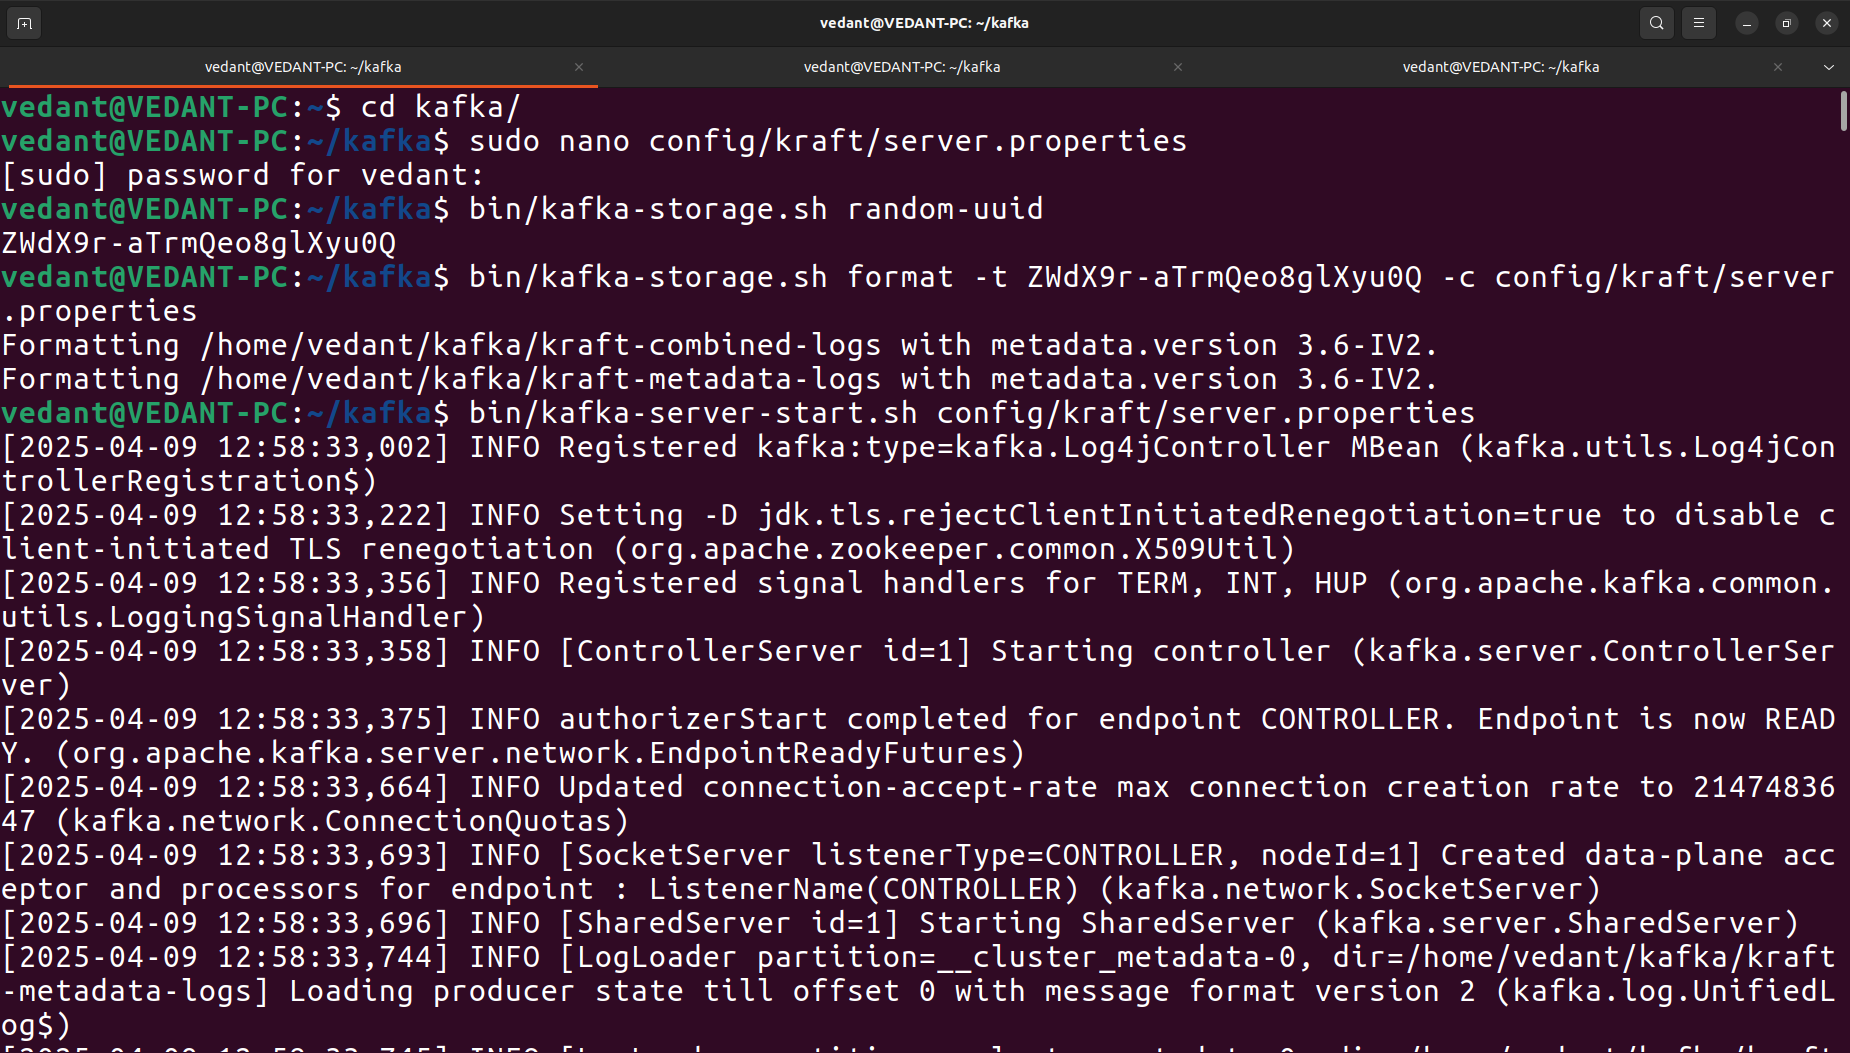 vedant@VEDANT-PC: ~/kafka
vedant@VEDANT-PC: ~/kafka
vedant@VEDANT-PC: ~/kafka
vedant@VEDANT-PC: ~/kafka
vedant@VEDANT-PC:~$ cd kafka/
vedant@VEDANT-PC:~/kafka$ sudo nano config/kraft/server.properties
[sudo] password for vedant:
vedant@VEDANT-PC:~/kafka$ bin/kafka-storage.sh random-uuid
ZWdX9r-aTrmQeo8glXyu0Q
vedant@VEDANT-PC:~/kafka$ bin/kafka-storage.sh format -t ZWdX9r-aTrmQeo8glXyu0Q -c config/kraft/server
.properties
Formatting /home/vedant/kafka/kraft-combined-logs with metadata.version 3.6-IV2.
Formatting /home/vedant/kafka/kraft-metadata-logs with metadata.version 3.6-IV2.
vedant@VEDANT-PC:~/kafka$ bin/kafka-server-start.sh config/kraft/server.properties
[2025-04-09 12:58:33,002] INFO Registered kafka:type=kafka.Log4jController MBean (kafka.utils.Log4jCon
trollerRegistration$)
[2025-04-09 12:58:33,222] INFO Setting -D jdk.tls.rejectClientInitiatedRenegotiation=true to disable c
lient-initiated TLS renegotiation (org.apache.zookeeper.common.X509Util)
[2025-04-09 12:58:33,356] INFO Registered signal handlers for TERM, INT, HUP (org.apache.kafka.common.
utils.LoggingSignalHandler)
[2025-04-09 12:58:33,358] INFO [ControllerServer id=1] Starting controller (kafka.server.ControllerSer
ver)
[2025-04-09 12:58:33,375] INFO authorizerStart completed for endpoint CONTROLLER. Endpoint is now READ
Y. (org.apache.kafka.server.network.EndpointReadyFutures)
[2025-04-09 12:58:33,664] INFO Updated connection-accept-rate max connection creation rate to 21474836
47 (kafka.network.ConnectionQuotas)
[2025-04-09 12:58:33,693] INFO [SocketServer listenerType=CONTROLLER, nodeId=1] Created data-plane acc
eptor and processors for endpoint : ListenerName(CONTROLLER) (kafka.network.SocketServer)
[2025-04-09 12:58:33,696] INFO [SharedServer id=1] Starting SharedServer (kafka.server.SharedServer)
[2025-04-09 12:58:33,744] INFO [LogLoader partition=__cluster_metadata-0, dir=/home/vedant/kafka/kraft
-metadata-logs] Loading producer state till offset 0 with message format version 2 (kafka.log.UnifiedL
og$)